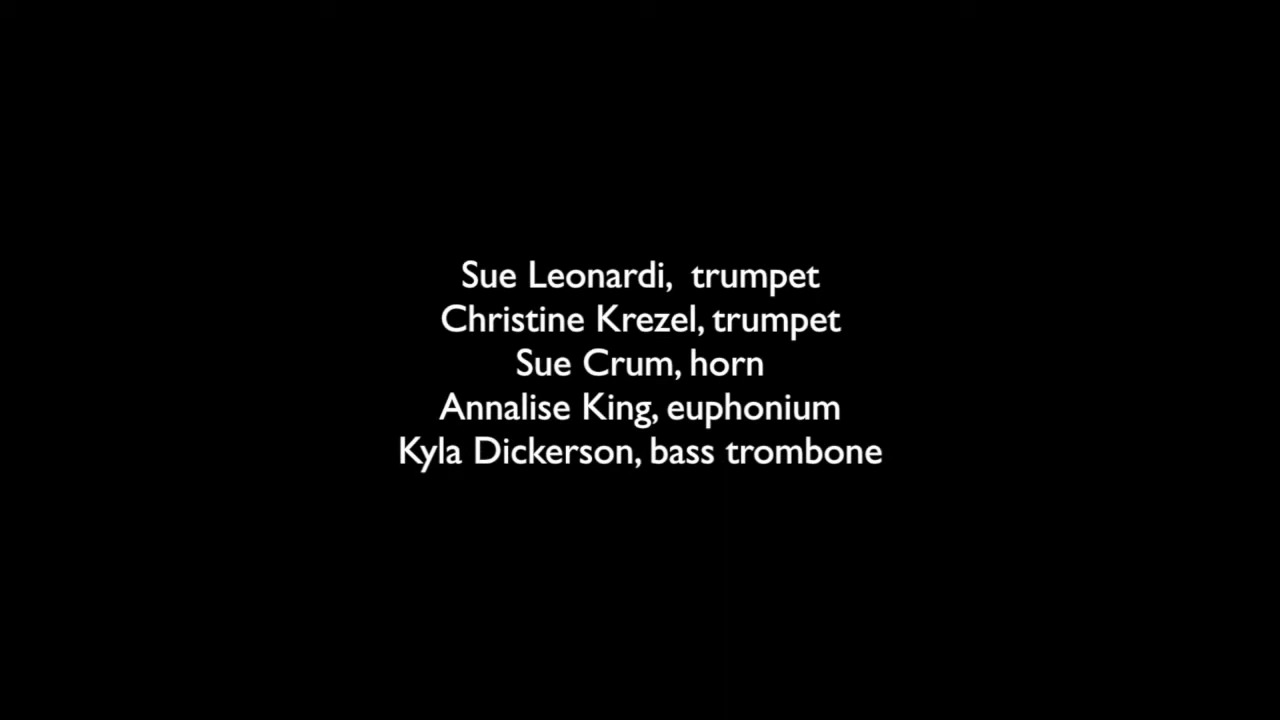 Sue Leonardi,  trumpet
Christine Krezel, trumpet
Sue Crum, horn
Annalise King, euphonium
Kyla Dickerson, bass trombone